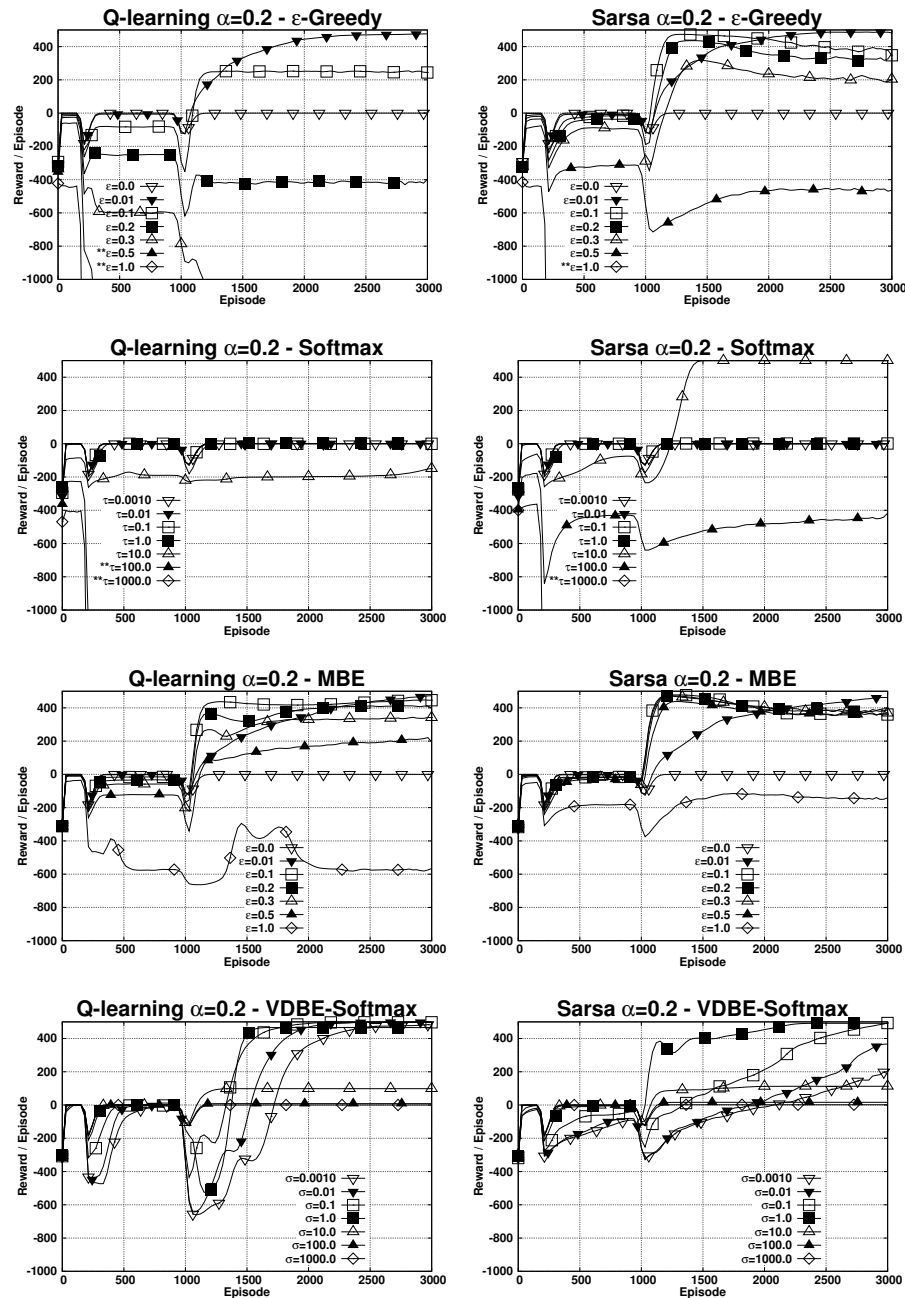 Q-learning α=0.2 - ε-Greedy
Reward / Episode
400
200
0
-200
-400
-600
-800
-1000
ε=0.0
ε=0.01
ε=0.1
ε=0.2
ε=0.3
**ε=0.5
**ε=1.0
0 500 1000 1500 2000 2500 3000
Episode
Sarsa α=0.2 - ε-Greedy
Reward / Episode
400
200
0
-200
-400
-600
-800
-1000
ε=0.0
ε=0.01
ε=0.1
ε=0.2
ε=0.3
ε=0.5
**ε=1.0
0 500 1000 1500 2000 2500 3000
Episode
Q-learning α=0.2 - Softmax
Reward / Episode
400
200
0
-200
-400
-600
-800
-1000
τ=0.0010
τ=0.01
τ=0.1
τ=1.0
τ=10.0
**τ=100.0
**τ=1000.0
0 500 1000 1500 2000 2500 3000
Episode
Sarsa α=0.2 - Softmax
Reward / Episode
400
200
0
-200
-400
-600
-800
-1000
τ=0.0010
τ=0.01
τ=0.1
τ=1.0
τ=10.0
τ=100.0
**τ=1000.0
0 500 1000 1500 2000 2500 3000
Episode
Q-learning α=0.2 - MBE
Reward / Episode
400
200
0
-200
-400
-600
-800
-1000
ε=0.0
ε=0.01
ε=0.1
ε=0.2
ε=0.3
ε=0.5
ε=1.0
0 500 1000 1500 2000 2500 3000
Episode
Sarsa α=0.2 - MBE
Reward / Episode
400
200
0
-200
-400
-600
-800
-1000
ε=0.0
ε=0.01
ε=0.1
ε=0.2
ε=0.3
ε=0.5
ε=1.0
0 500 1000 1500 2000 2500 3000
Episode
Q-learning α=0.2 - VDBE-Softmax
Reward / Episode
400
200
0
-200
-400
-600
-800
-1000
σ=0.0010
σ=0.01
σ=0.1
σ=1.0
σ=10.0
σ=100.0
σ=1000.0
0 500 1000 1500 2000 2500 3000
Episode
Sarsa α=0.2 - VDBE-Softmax
Reward / Episode
400
200
0
-200
-400
-600
-800
-1000
σ=0.0010
σ=0.01
σ=0.1
σ=1.0
σ=10.0
σ=100.0
σ=1000.0
0 500 1000 1500 2000 2500 3000
Episode